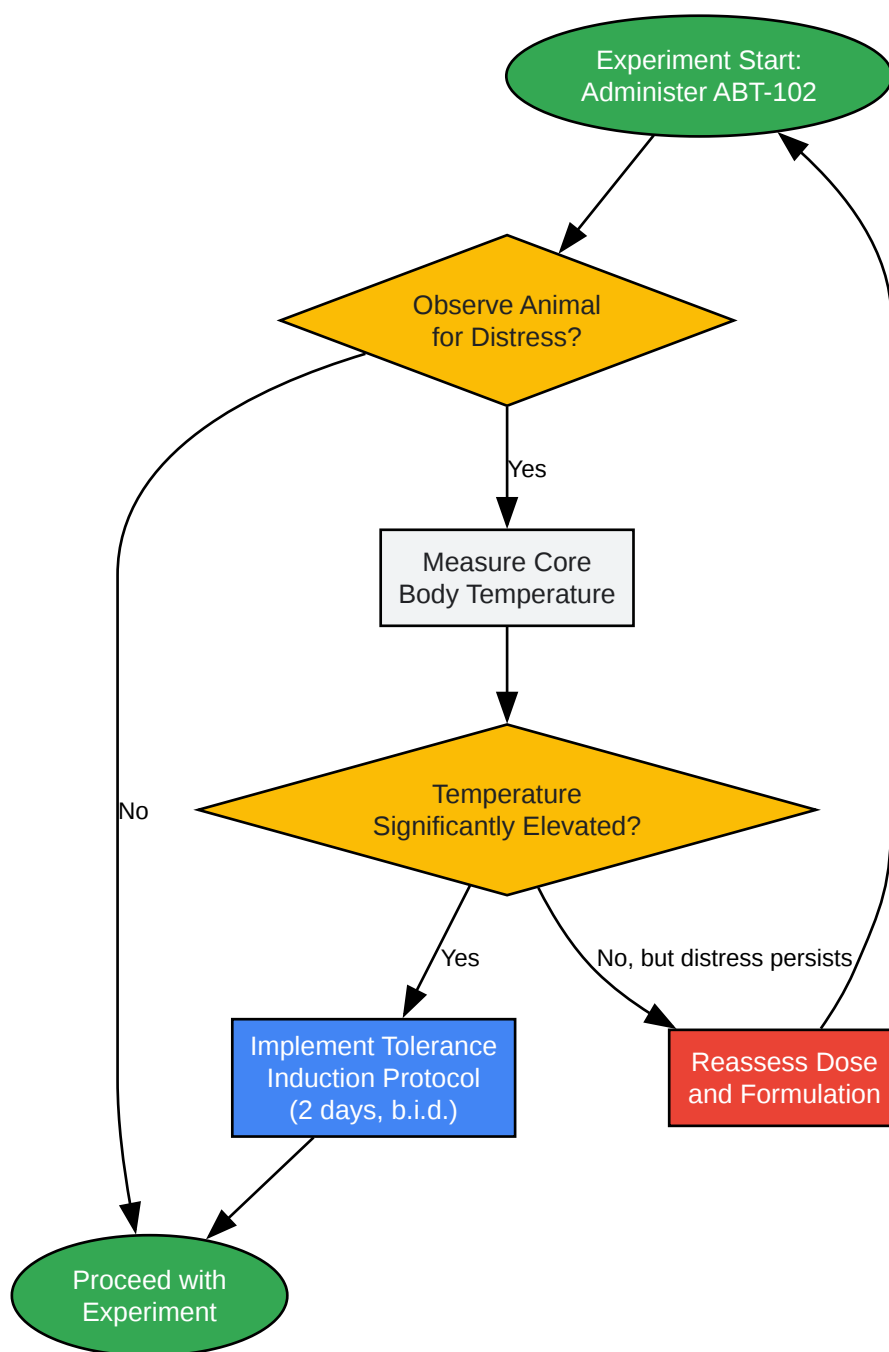 Experiment Start:
Administer ABT-102
Observe Animal
for Distress?
Yes
Measure Core
Body Temperature
Temperature
Significantly Elevated?
No
Yes
No, but distress persists
Implement Tolerance
Induction Protocol
(2 days, b.i.d.)
Reassess Dose
and Formulation
Proceed with
Experiment